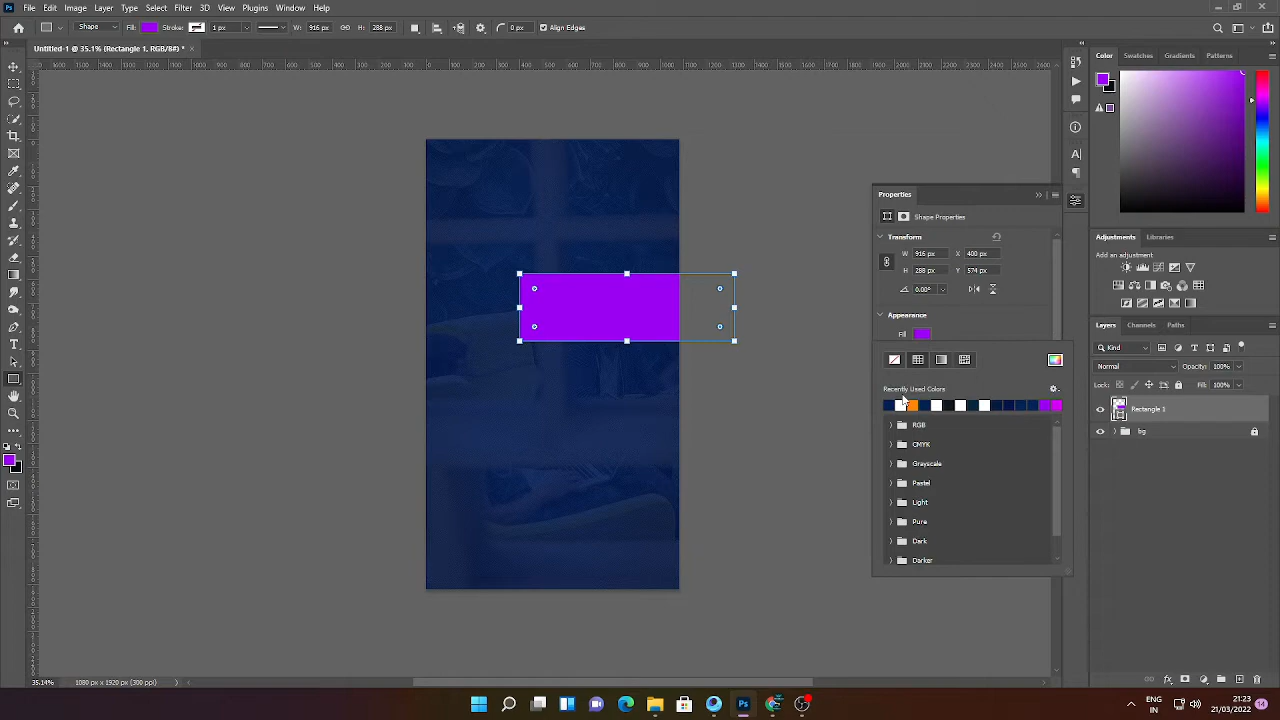 Ps File Edit Image Layer Type Select Filter 3D View Plugins Window Help
Shape Fill: Stroke: 1 px W: 916 px H: 288 px 0 px Align Edges
Untitled-1 @ 35.1% (Rectangle 1, RGB/8#) *
Color Swatches Gradients Patterns
Properties
Shape Properties
Transform
W 916 px X 400 px
H 288 px Y 574 px
0.00°
Appearance
Fill
Recently Used Colors
RGB
CMYK
Grayscale
Pastel
Light
Pure
Dark
Darker
Adjustments Libraries
Add an adjustment
Layers Channels Paths
Kind
Normal Opacity: 100%
Lock: Fill: 100%
Rectangle 1
bg
35.14% 1080 px x 1920 px (300 ppi)
Ps
ENG
IN
21:23
21/03/2022